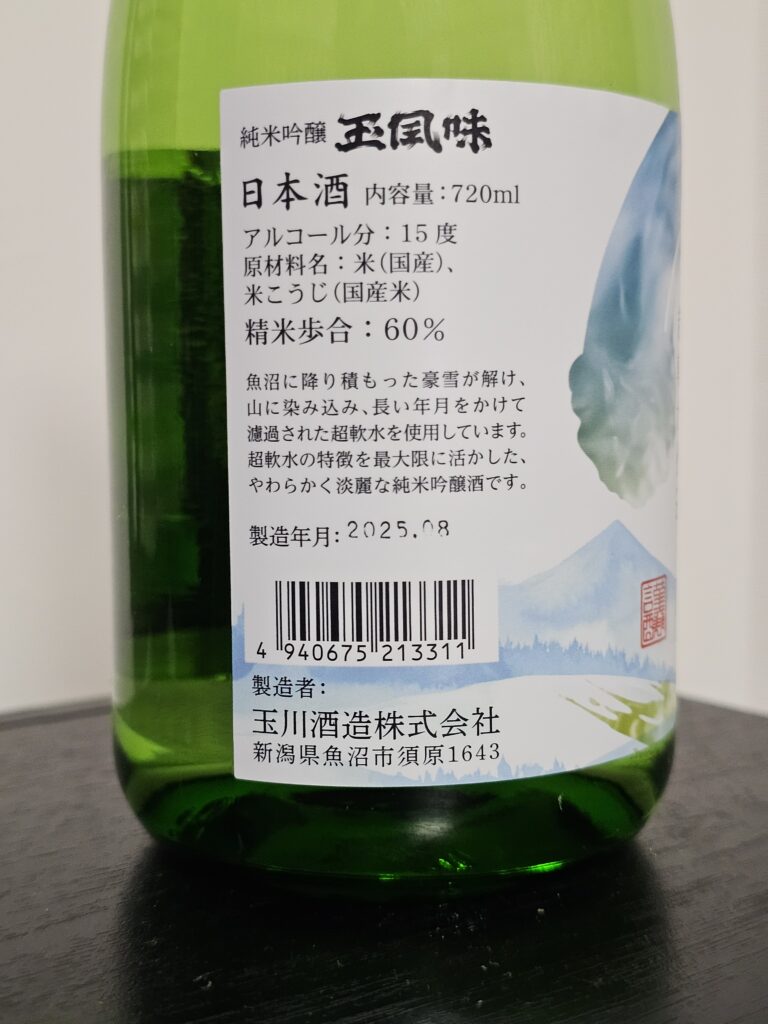 純米吟醸 玉風味
日本酒 内容量：720ml
アルコール分：15度
原材料名：米（国産）、
米こうじ（国産米）
精米歩合：60％
魚沼に降り積もった豪雪が解け、
山に染み込み、長い年月をかけて
濾過された超軟水を使用しています。
超軟水の特徴を最大限に活かした、
やわらかく淡麗な純米吟醸酒です。
製造年月：2025.08
4 940675 213311
製造者：
玉川酒造株式会社
新潟県魚沼市須原1643